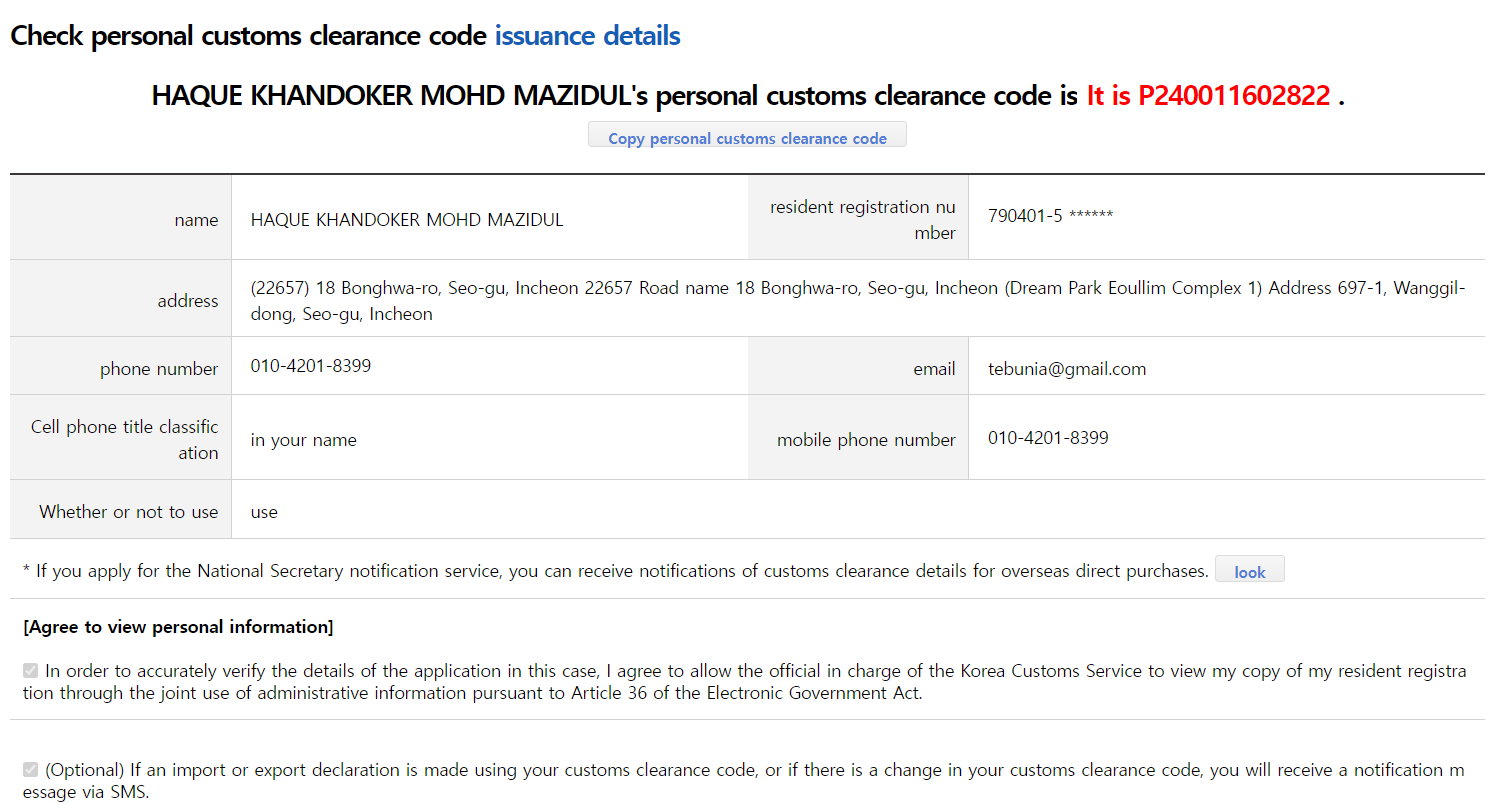 Check personal customs clearance code issuance details
HAQUE KHANDOKER MOHD MAZIDUL's personal customs clearance code is It is P240011602822 .
Copy personal customs clearance code
name
HAQUE KHANDOKER MOHD MAZIDUL
resident registration nu
mber
790401-5 ******
address
(22657) 18 Bonghwa-ro, Seo-gu, Incheon 22657 Road name 18 Bonghwa-ro, Seo-gu, Incheon (Dream Park Eoullim Complex 1) Address 697-1, Wanggil-
dong, Seo-gu, Incheon
phone number
010-4201-8399
email
tebunia@gmail.com
Cell phone title classific
ation
in your name
mobile phone number
010-4201-8399
Whether or not to use
use
* If you apply for the National Secretary notification service, you can receive notifications of customs clearance details for overseas direct purchases. look
[Agree to view personal information]
In order to accurately verify the details of the application in this case, I agree to allow the official in charge of the Korea Customs Service to view my copy of my resident registra
tion through the joint use of administrative information pursuant to Article 36 of the Electronic Government Act.
(Optional) If an import or export declaration is made using your customs clearance code, or if there is a change in your customs clearance code, you will receive a notification m
essage via SMS.